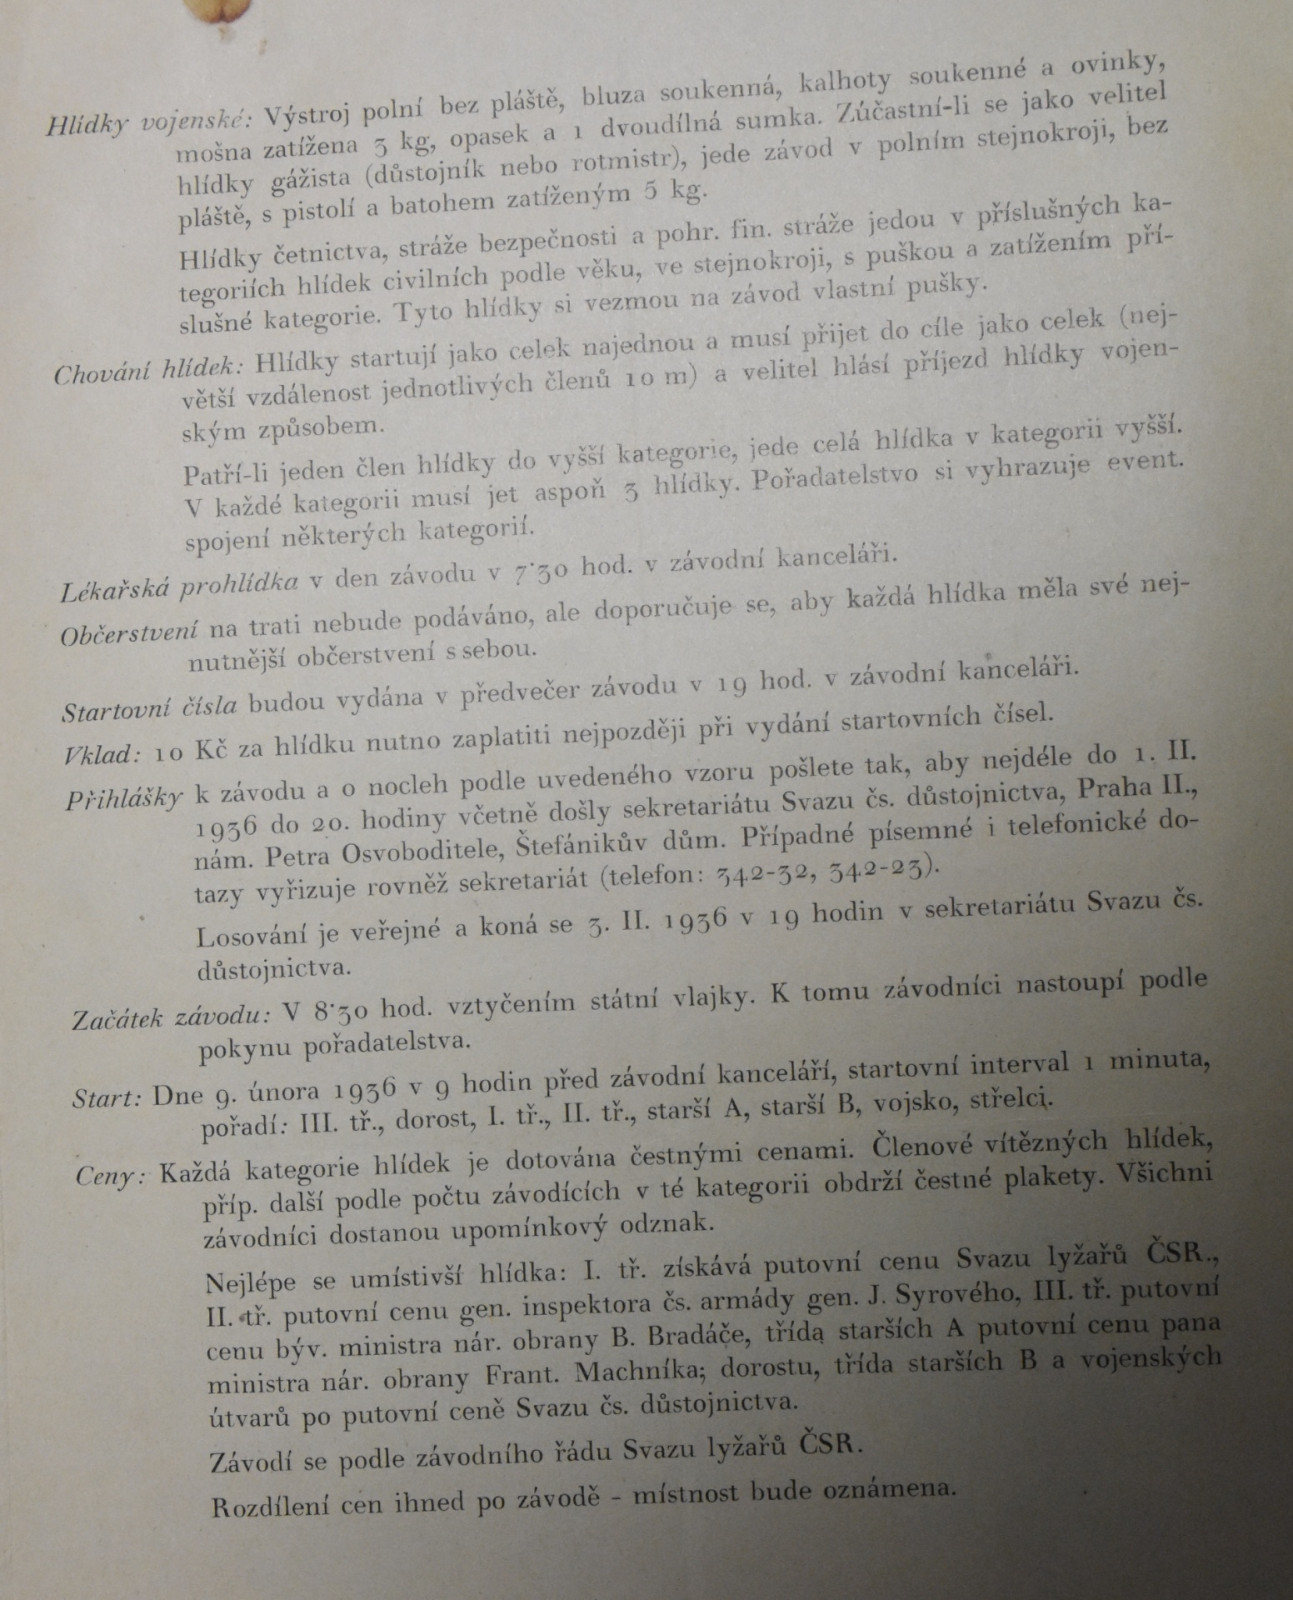 Hlídky vojenské: Výstroj polní bez pláště, bluza soukenná, kalhoty soukenné a ovinky,
mošna zatížena 3 kg, opasek a 1 dvoudílná sumka. Zúčastní-li se jako velitel
hlídky gážista (důstojník nebo rotmistr), jede závod v polním stejnokroji, bez
pláště, s pistolí a batohem zatíženým 5 kg.
Hlídky četnictva, stráže bezpečnosti a pohr. fin. stráže jedou v příslušných ka-
tegoriích hlídek civilních podle věku, ve stejnokroji, s puškou a zatížením pří-
slušné kategorie. Tyto hlídky si vezmou na závod vlastní pušky.
Chování hlídek: Hlídky startují jako celek najednou a musí přijet do cíle jako celek (nej-
větší vzdálenost jednotlivých členů 10 m) a velitel hlásí příjezd hlídky vojen-
ským způsobem.
Patří-li jeden člen hlídky do vyšší kategorie, jede celá hlídka v kategorii vyšší.
V každé kategorii musí jet aspoň 3 hlídky. Pořadatelstvo si vyhrazuje event.
spojení některých kategorií.
Lékařská prohlídka v den závodu v 7·30 hod. v závodní kanceláři.
Občerstvení na trati nebude podáváno, ale doporučuje se, aby každá hlídka měla své nej-
nutnější občerstvení s sebou.
Startovní čísla budou vydána v předvečer závodu v 19 hod. v závodní kanceláři.
Vklad: 10 Kč za hlídku nutno zaplatiti nejpozději při vydání startovních čísel.
Přihlášky k závodu a o nocleh podle uvedeného vzoru pošlete tak, aby nejdéle do 1. II.
1936 do 20. hodiny včetně došly sekretariátu Svazu čs. důstojnictva, Praha II.,
nám. Petra Osvoboditele, Štefánikův dům. Případné písemné i telefonické do-
tazy vyřizuje rovněž sekretariát (telefon: 342-32, 342-23).
Losování je veřejné a koná se 3. II. 1936 v 19 hodin v sekretariátu Svazu čs.
důstojnictva.
Začátek závodu: V 8·30 hod. vztyčením státní vlajky. K tomu závodníci nastoupí podle
pokynu pořadatelstva.
Start: Dne 9. února 1936 v 9 hodin před závodní kanceláří, startovní interval 1 minuta,
pořadí: III. tř., dorost, I. tř., II. tř., starší A, starší B, vojsko, střelci.
Ceny: Každá kategorie hlídek je dotována čestnými cenami. Členové vítězných hlídek,
příp. další podle počtu závodících v té kategorii obdrží čestné plakety. Všichni
závodníci dostanou upomínkový odznak.
Nejlépe se umístivší hlídka: I. tř. získává putovní cenu Svazu lyžařů ČSR.,
II. tř. putovní cenu gen. inspektora čs. armády gen. J. Syrového, III. tř. putovní
cenu býv. ministra nár. obrany B. Bradáče, třída starších A putovní cenu pana
ministra nár. obrany Frant. Machníka; dorostu, třída starších B a vojenských
útvarů po putovní ceně Svazu čs. důstojnictva.
Závodí se podle závodního řádu Svazu lyžařů ČSR.
Rozdílení cen ihned po závodě - místnost bude oznámena.